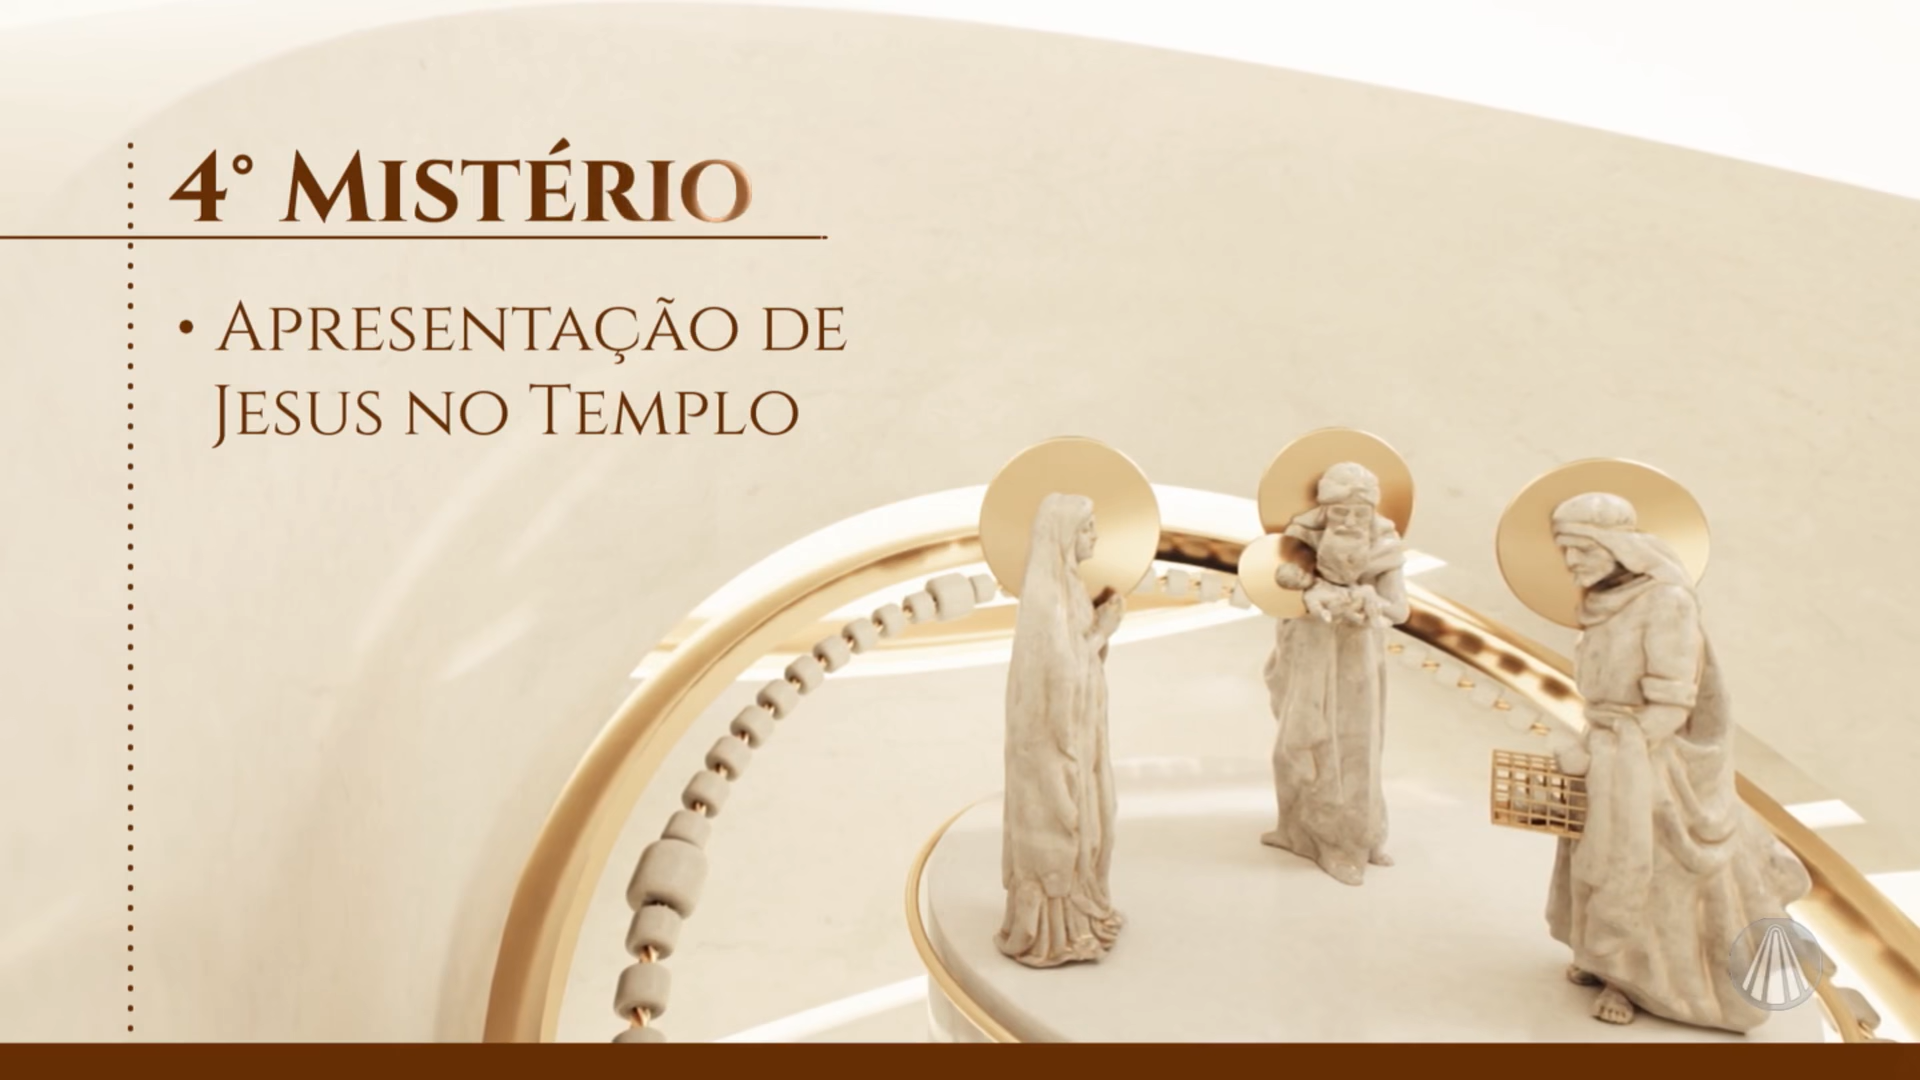 4° Mistério
• Apresentação de
Jesus no Templo